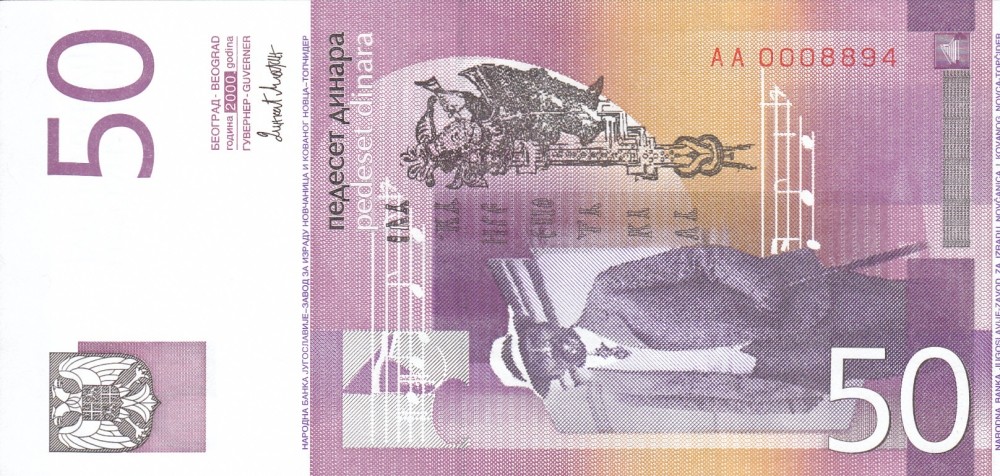 50
БЕОГРАД - BEOGRAD
година 2000 godina
ГУВЕРНЕР - GUVERNER
НАРОДНА БАНКА ЈУГОСЛАВИЈЕ–ЗАВОД ЗА ИЗРАДУ НОВЧАНИЦА И КОВАНОГ НОВЦА–ТОПЧИДЕР
педесет динара
pedeset dinara
AA 0008894
50
NARODNA BANKA JUGOSLAVIJE–ZAVOD ZA IZRADU NOVČANICA I KOVANOG NOVCA–TOPČIDER